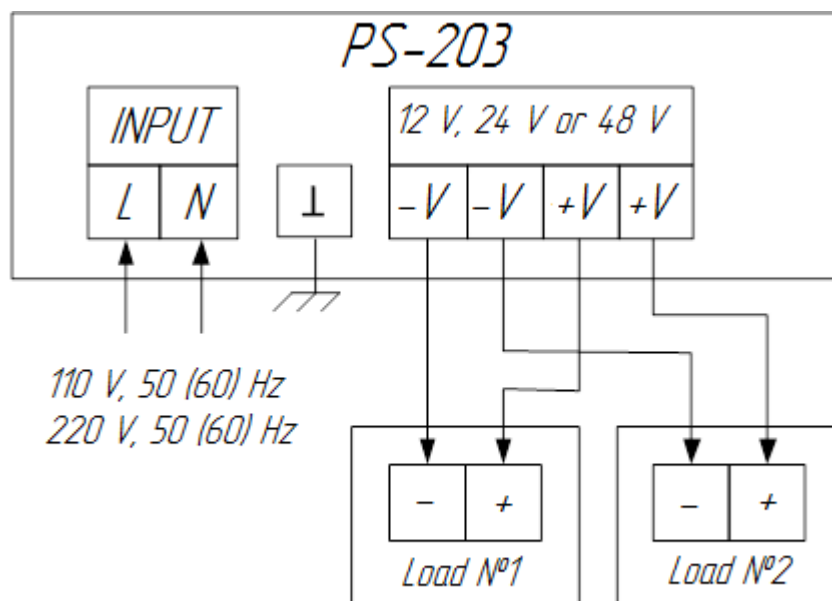 PS-203
INPUT
12 V, 24 V or 48 V
L N ⊥ -V -V +V +V
110 V, 50 (60) Hz
220 V, 50 (60) Hz
- + - +
Load №1 Load №2